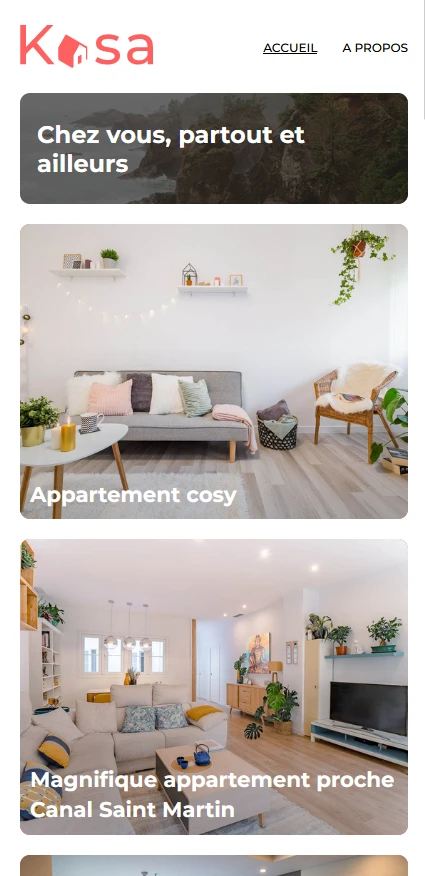 Kasa
ACCUEIL
A PROPOS
Chez vous, partout et
ailleurs
Appartement cosy
Magnifique appartement proche
Canal Saint Martin